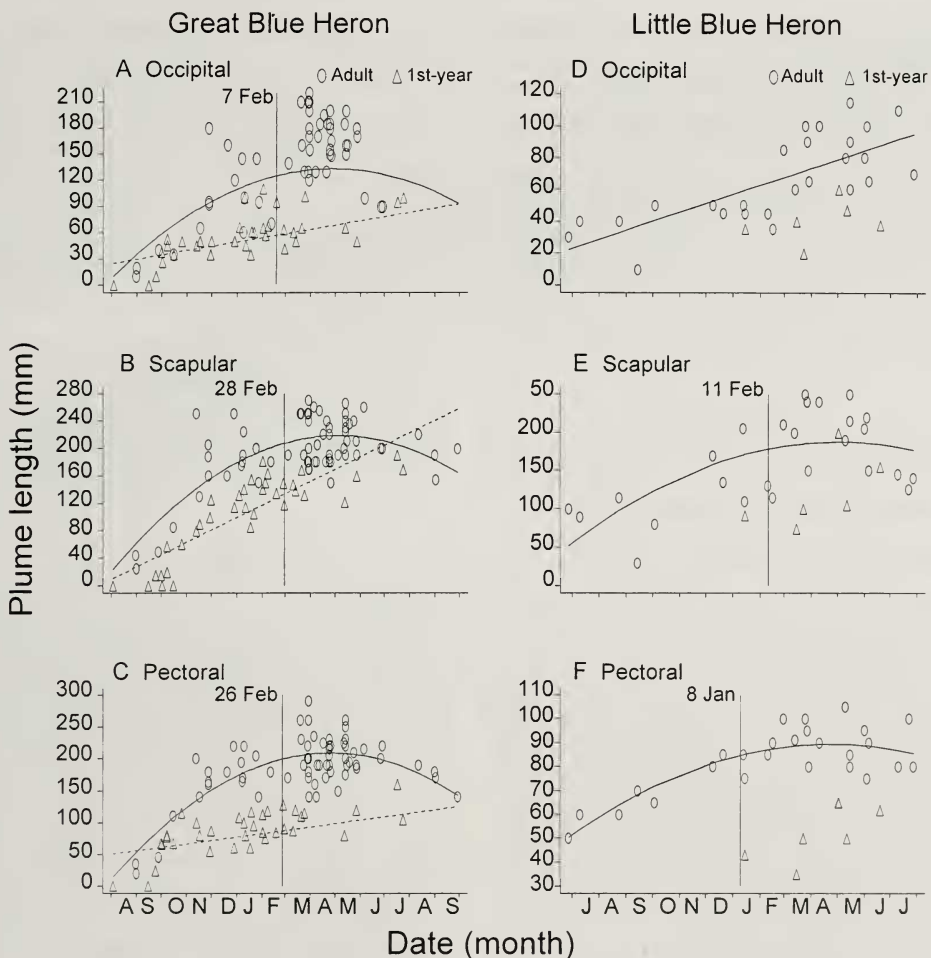 Great Blue Heron
Little Blue Heron
A Occipital
○ Adult △ 1st-year
7 Feb
210
180
150
120
90
60
30
0
D Occipital
○ Adult △ 1st-year
120
100
80
60
40
20
0
Plume length (mm)
B Scapular
28 Feb
280
240
200
160
120
80
40
0
E Scapular
11 Feb
50
200
150
100
50
0
C Pectoral
26 Feb
300
250
200
150
100
50
0
A S O N D J F M A M J J A S
F Pectoral
8 Jan
110
100
90
80
70
60
50
40
30
J A S O N D J F M A M J J
Date (month)